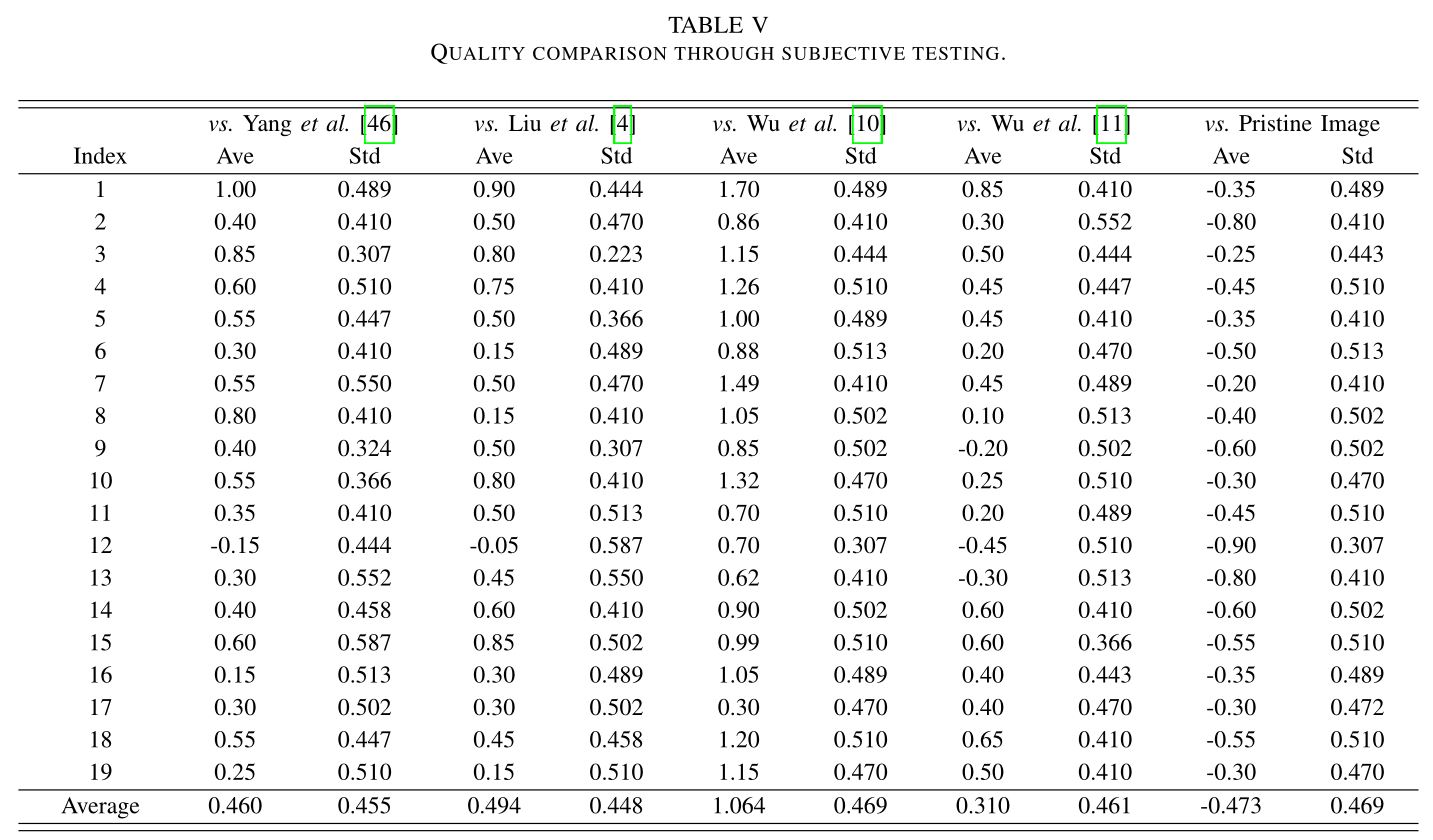 TABLE V
QUALITY COMPARISON THROUGH SUBJECTIVE TESTING.
vs. Yang et al. [46] vs. Liu et al. [4] vs. Wu et al. [10] vs. Wu et al. [11] vs. Pristine Image
Index Ave Std Ave Std Ave Std Ave Std Ave Std
1 1.00 0.489 0.90 0.444 1.70 0.489 0.85 0.410 -0.35 0.489
2 0.40 0.410 0.50 0.470 0.86 0.410 0.30 0.552 -0.80 0.410
3 0.85 0.307 0.80 0.223 1.15 0.444 0.50 0.444 -0.25 0.443
4 0.60 0.510 0.75 0.410 1.26 0.510 0.45 0.447 -0.45 0.510
5 0.55 0.447 0.50 0.366 1.00 0.489 0.45 0.410 -0.35 0.410
6 0.30 0.410 0.15 0.489 0.88 0.513 0.20 0.470 -0.50 0.513
7 0.55 0.550 0.50 0.470 1.49 0.410 0.45 0.489 -0.20 0.410
8 0.80 0.410 0.15 0.410 1.05 0.502 0.10 0.513 -0.40 0.502
9 0.40 0.324 0.50 0.307 0.85 0.502 -0.20 0.502 -0.60 0.502
10 0.55 0.366 0.80 0.410 1.32 0.470 0.25 0.510 -0.30 0.470
11 0.35 0.410 0.50 0.513 0.70 0.510 0.20 0.489 -0.45 0.510
12 -0.15 0.444 -0.05 0.587 0.70 0.307 -0.45 0.510 -0.90 0.307
13 0.30 0.552 0.45 0.550 0.62 0.410 -0.30 0.513 -0.80 0.410
14 0.40 0.458 0.60 0.410 0.90 0.502 0.60 0.410 -0.60 0.502
15 0.60 0.587 0.85 0.502 0.99 0.510 0.60 0.366 -0.55 0.510
16 0.15 0.513 0.30 0.489 1.05 0.489 0.40 0.443 -0.35 0.489
17 0.30 0.502 0.30 0.502 0.30 0.470 0.40 0.470 -0.30 0.472
18 0.55 0.447 0.45 0.458 1.20 0.510 0.65 0.410 -0.55 0.510
19 0.25 0.510 0.15 0.510 1.15 0.470 0.50 0.410 -0.30 0.470
Average 0.460 0.455 0.494 0.448 1.064 0.469 0.310 0.461 -0.473 0.469